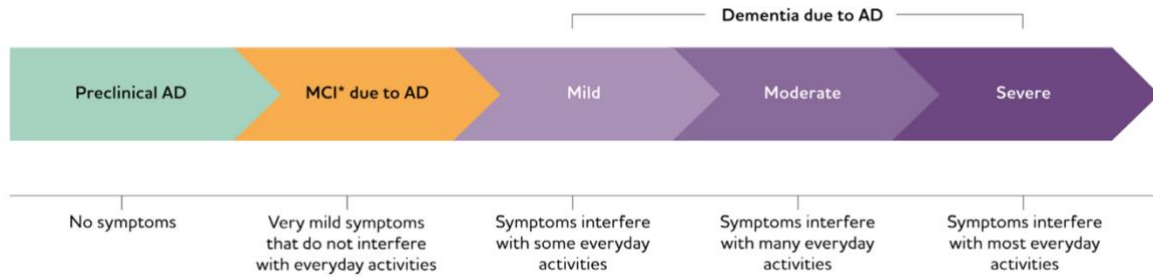 Dementia due to AD
Preclinical AD
MCI* due to AD
Mild
Moderate
Severe
No symptoms
Very mild symptoms
that do not interfere
with everyday activities
Symptoms interfere
with some everyday
activities
Symptoms interfere
with many everyday
activities
Symptoms interfere
with most everyday
activities